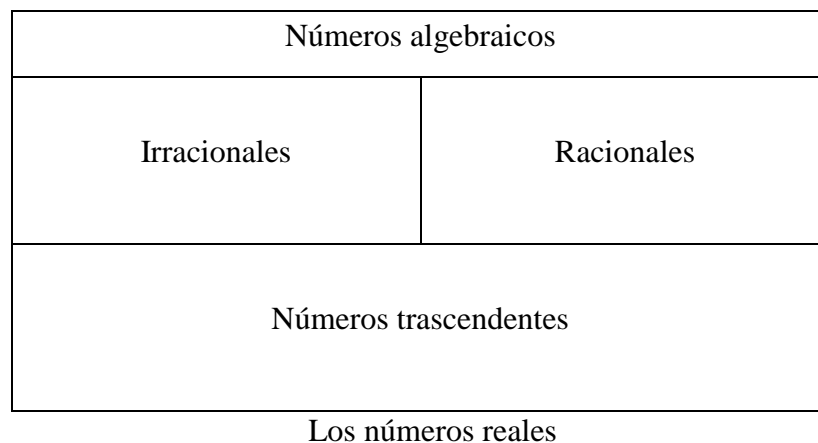 Números algebraicos
Irracionales
Racionales
Números trascendentes
Los números reales